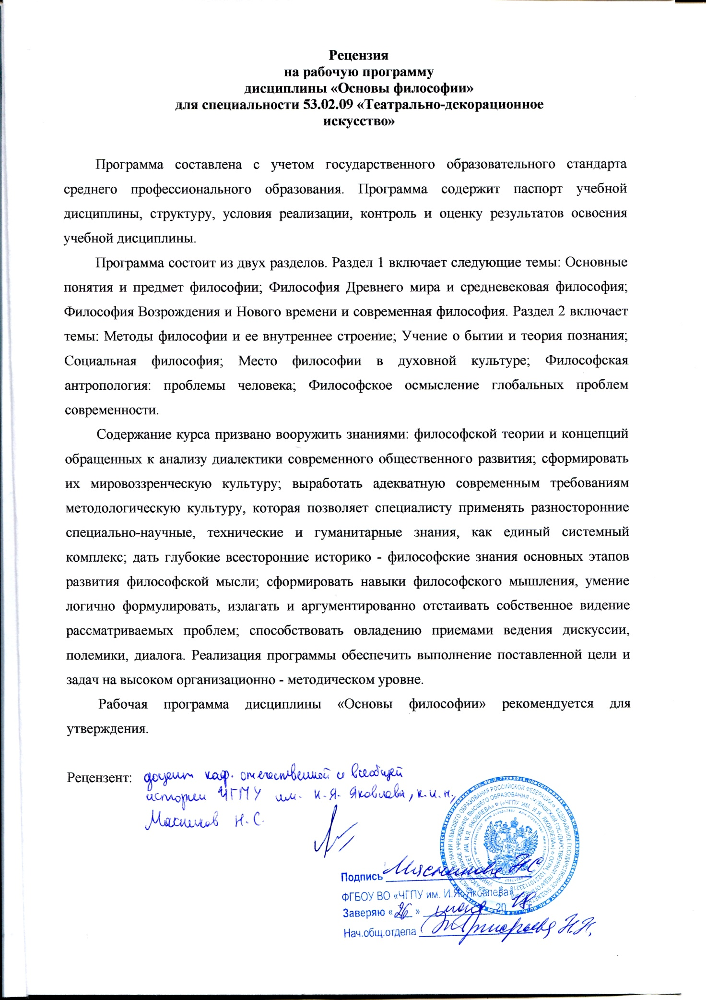 Рецензия
на рабочую программу
дисциплины «Основы философии»
для специальности 53.02.09 «Театрально-декорационное
искусство»
Программа составлена с учетом государственного образовательного стандарта
среднего профессионального образования. Программа содержит паспорт учебной
дисциплины, структуру, условия реализации, контроль и оценку результатов освоения
учебной дисциплины.
Программа состоит из двух разделов. Раздел 1 включает следующие темы: Основные
понятия и предмет философии; Философия Древнего мира и средневековая философия;
Философия Возрождения и Нового времени и современная философия. Раздел 2 включает
темы: Методы философии и ее внутреннее строение; Учение о бытии и теория познания;
Социальная философия; Место философии в духовной культуре; Философская
антропология: проблемы человека; Философское осмысление глобальных проблем
современности.
Содержание курса призвано вооружить знаниями: философской теории и концепций
обращенных к анализу диалектики современного общественного развития; сформировать
их мировоззренческую культуру; выработать адекватную современным требованиям
методологическую культуру, которая позволяет специалисту применять разносторонние
специально-научные, технические и гуманитарные знания, как единый системный
комплекс; дать глубокие всесторонние историко - философские знания основных этапов
развития философской мысли; сформировать навыки философского мышления, умение
логично формулировать, излагать и аргументированно отстаивать собственное видение
рассматриваемых проблем; способствовать овладению приемами ведения дискуссии,
полемики, диалога. Реализация программы обеспечить выполнение поставленной цели и
задач на высоком организационно - методическом уровне.
Рабочая программа дисциплины «Основы философии» рекомендуется для
утверждения.
Рецензент: доцент каф. отечественной и всеобщей
истории ЧГПУ им. И.Я. Яковлева, к.и.н.,
Мясников Н.С.
Подпись Мясникова НС
ФГБОУ ВО «ЧГПУ им. И.Я. Яковлева»
Заверяю «26» 20 18 г.
Нач.общ.отдела Григорьева Н.Н.